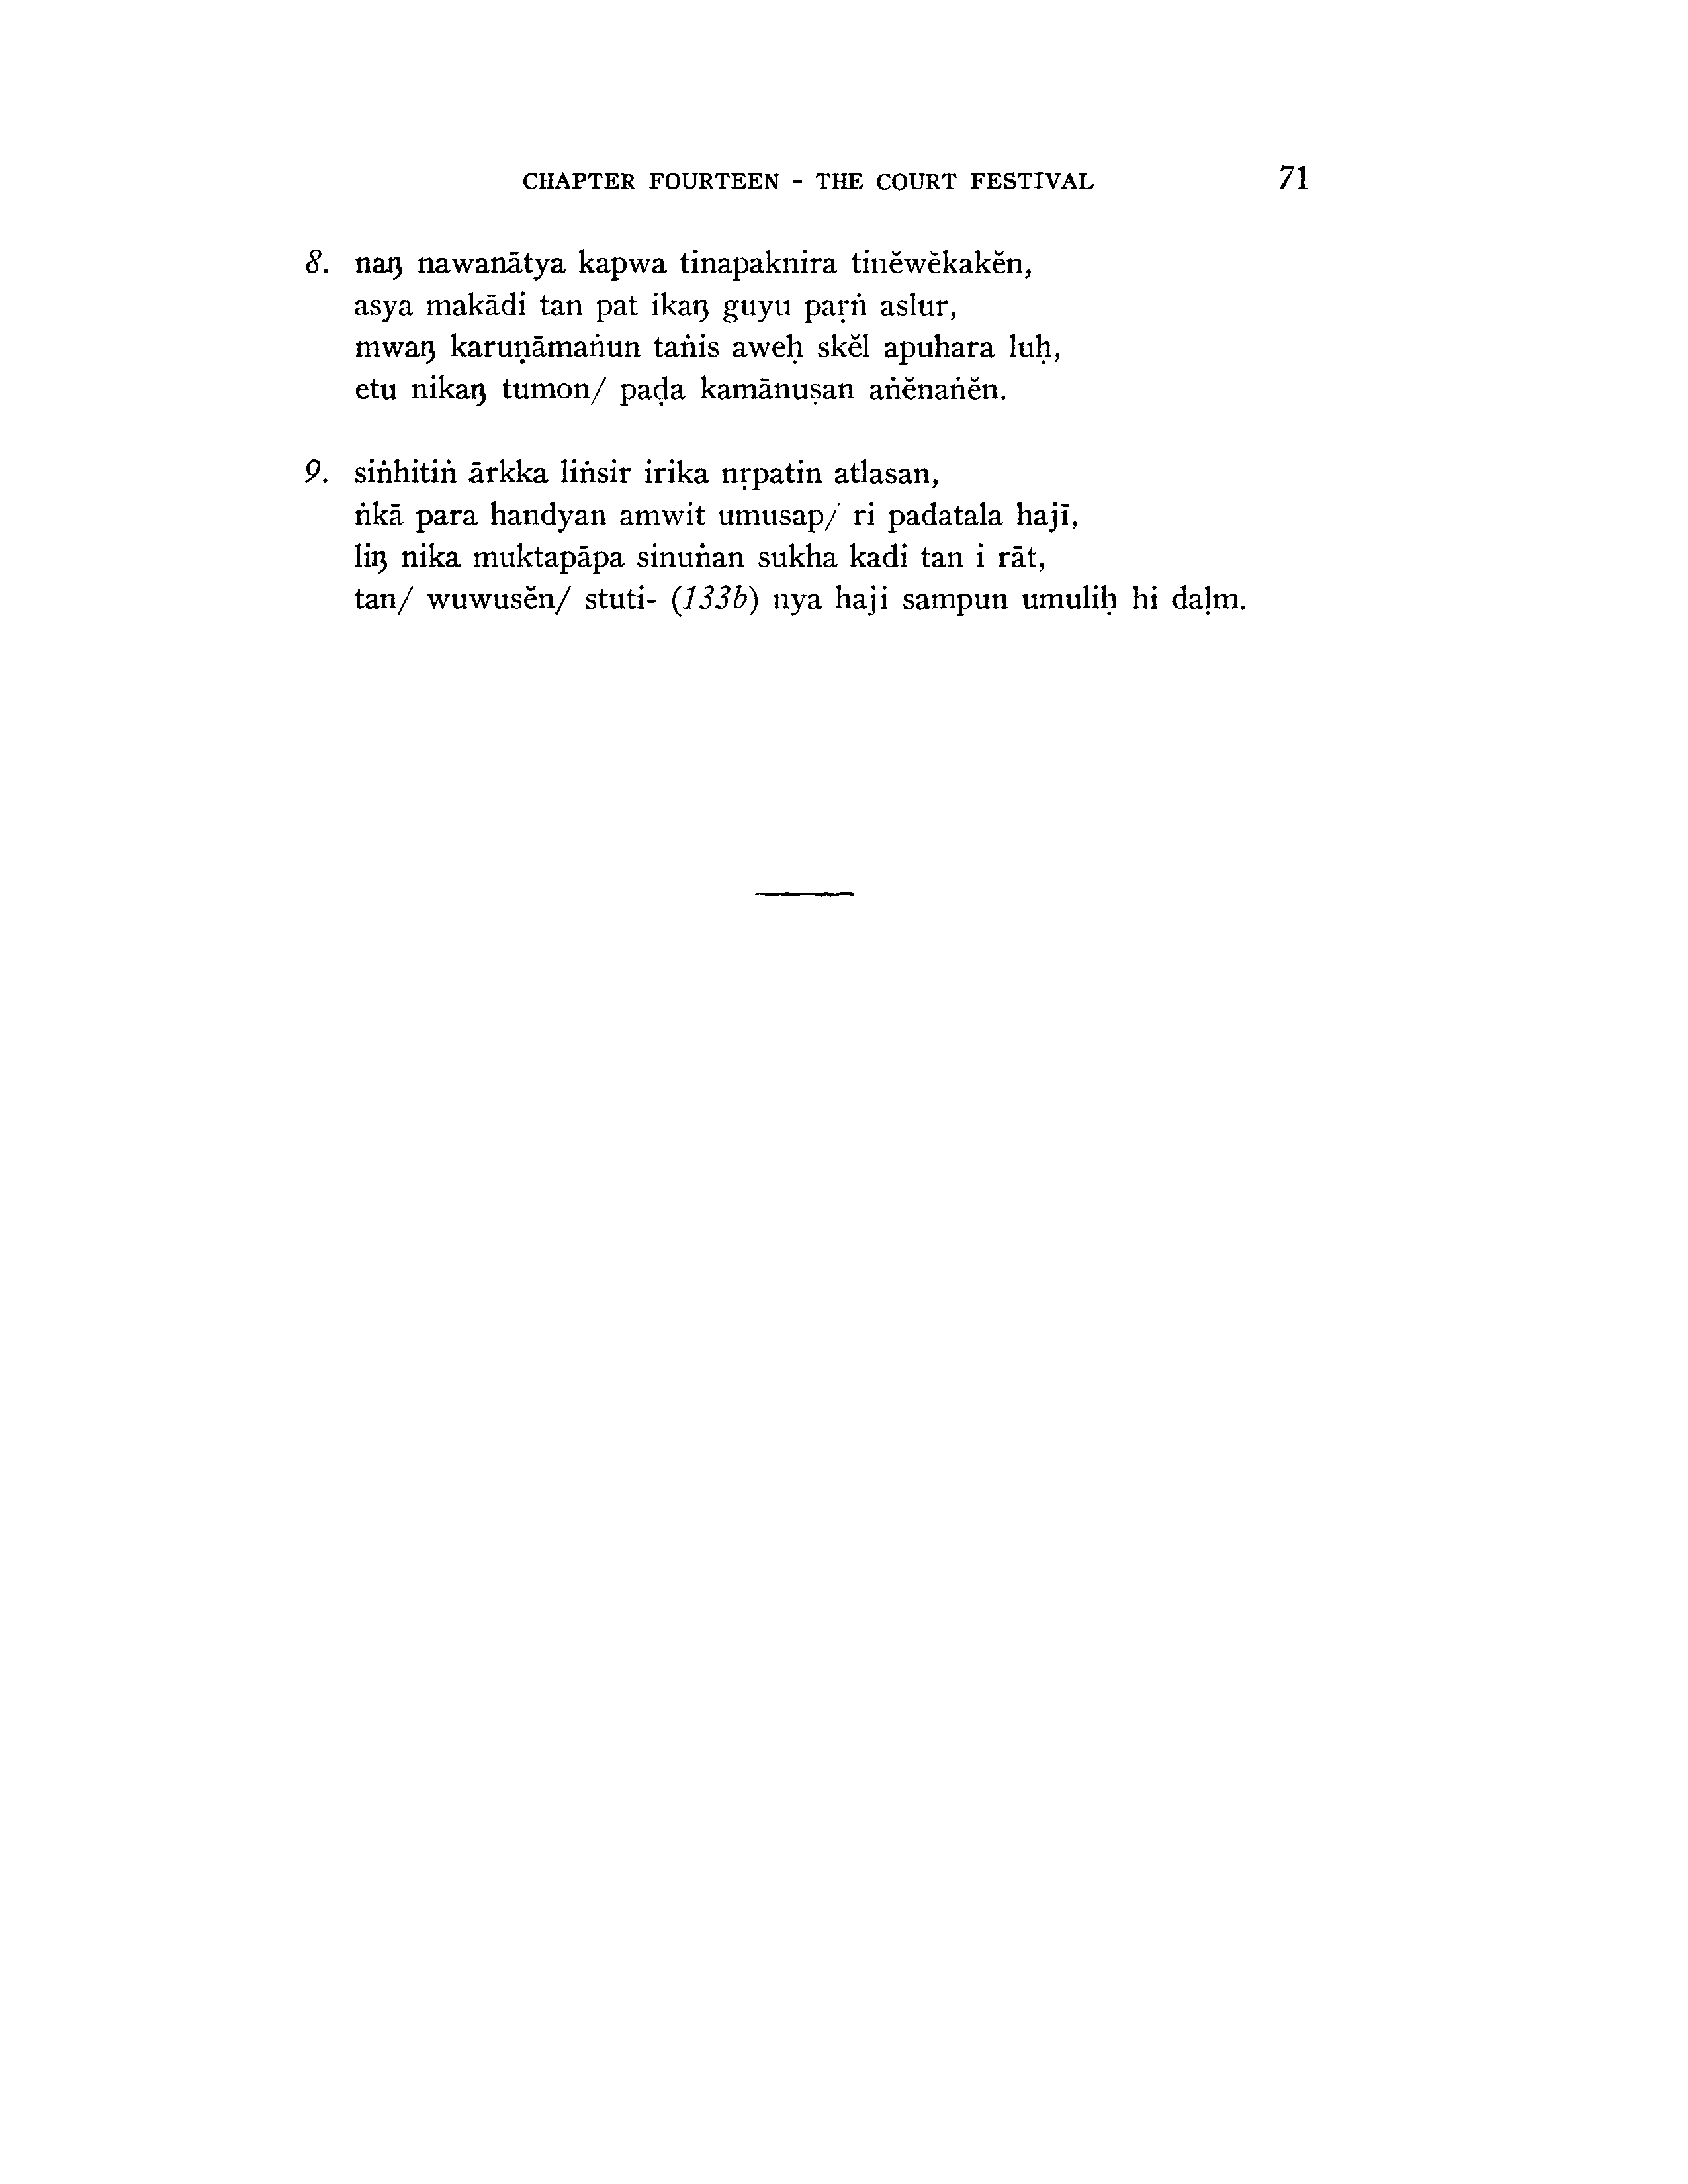 CHAPTER FOURTEEN - THE COURT FESTIVAL 71
8. naŋ nawanātya kapwa tinapaknira tinĕwĕkakĕn,
asya makādi tan pat ikaŋ guyu paṛṅ aslur,
mwaŋ karuṇāmaṅun taṅis aweḥ skĕl apuhara luḥ,
etu nikaŋ tumon/ paḍa kamānuṣan aṅĕnaṅĕn.
9. siṅhitiṅ ārkka liṅsir irika nṛpatin atlasan,
ṅkā para handyan amwit umusap/ ri padatala hajī,
liŋ nika muktapāpa sinuṅan sukha kadi tan i rāt,
tan/ wuwusĕn/ stuti- (133b) nya haji sampun umuliḥ hi daḷm.